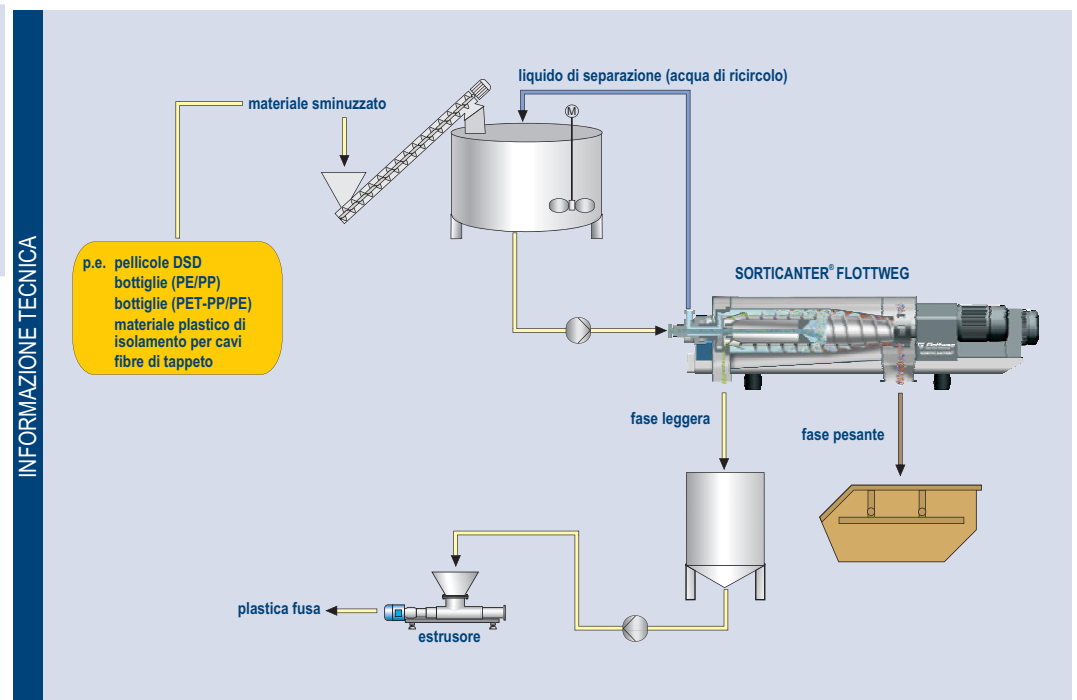 INFORMAZIONE TECNICA
liquido di separazione (acqua di ricircolo)
materiale sminuzzato
M
p.e. pellicole DSD
bottiglie (PE/PP)
bottiglie (PET-PP/PE)
materiale plastico di
isolamento per cavi
fibre di tappeto
SORTICANTER® FLOTTWEG
Flottweg
fase leggera
fase pesante
plastica fusa
estrusore